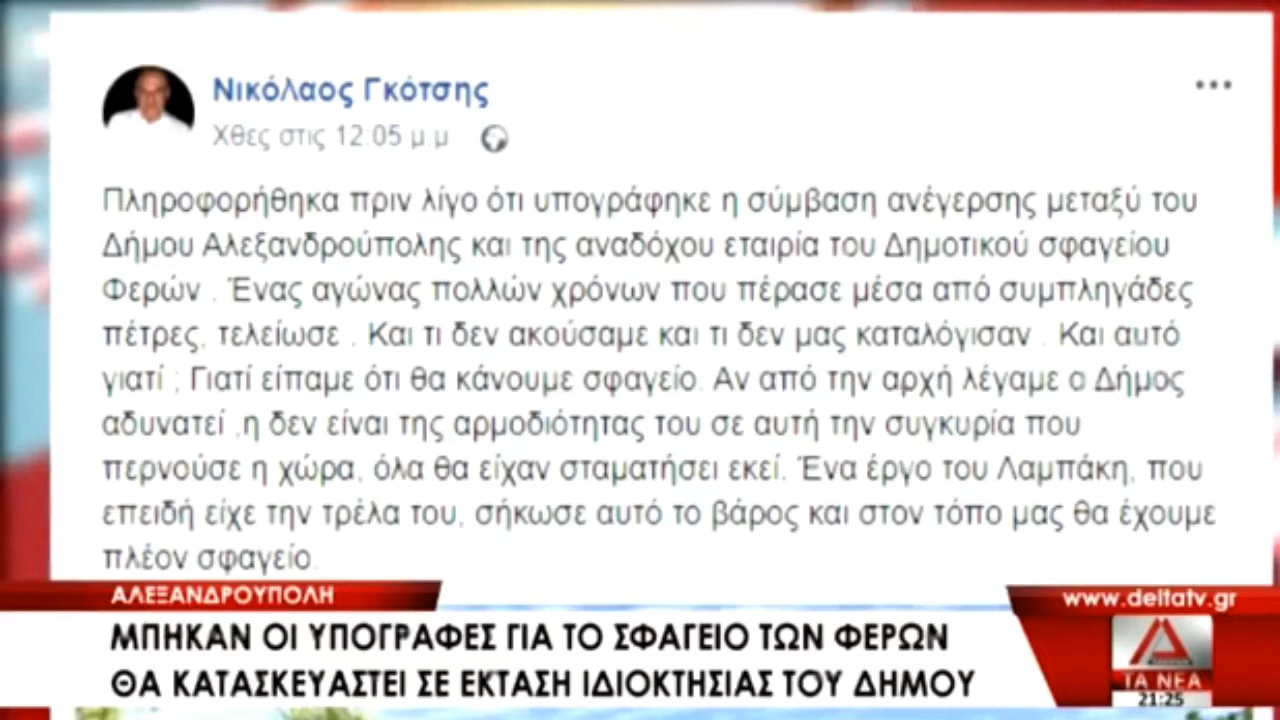 Νικόλαος Γκότσης
Χθες στις 12:05 μ.μ
Πληροφορήθηκα πριν λίγο ότι υπογράφηκε η σύμβαση ανέγερσης μεταξύ του
Δήμου Αλεξανδρούπολης και της αναδόχου εταιρία του Δημοτικού σφαγείου
Φερών . Ένας αγώνας πολλών χρόνων που πέρασε μέσα από συμπληγάδες
πέτρες, τελείωσε . Και τι δεν ακούσαμε και τι δεν μας καταλόγισαν . Και αυτό
γιατί ; Γιατί είπαμε ότι θα κάνουμε σφαγείο. Αν από την αρχή λέγαμε ο Δήμος
αδυνατεί ,η δεν είναι της αρμοδιότητας του σε αυτή την συγκυρία που
περνούσε η χώρα, όλα θα είχαν σταματήσει εκεί. Ένα έργο του Λαμπάκη, που
επειδή είχε την τρέλα του, σήκωσε αυτό το βάρος και στον τόπο μας θα έχουμε
πλέον σφαγείο.
ΑΛΕΞΑΝΔΡΟΥΠΟΛΗ
www.deltatv.gr
ΜΠΗΚΑΝ ΟΙ ΥΠΟΓΡΑΦΕΣ ΓΙΑ ΤΟ ΣΦΑΓΕΙΟ ΤΩΝ ΦΕΡΩΝ
ΘΑ ΚΑΤΑΣΚΕΥΑΣΤΕΙ ΣΕ ΕΚΤΑΣΗ ΙΔΙΟΚΤΗΣΙΑΣ ΤΟΥ ΔΗΜΟΥ
ΤΑ ΝΕΑ
21:25